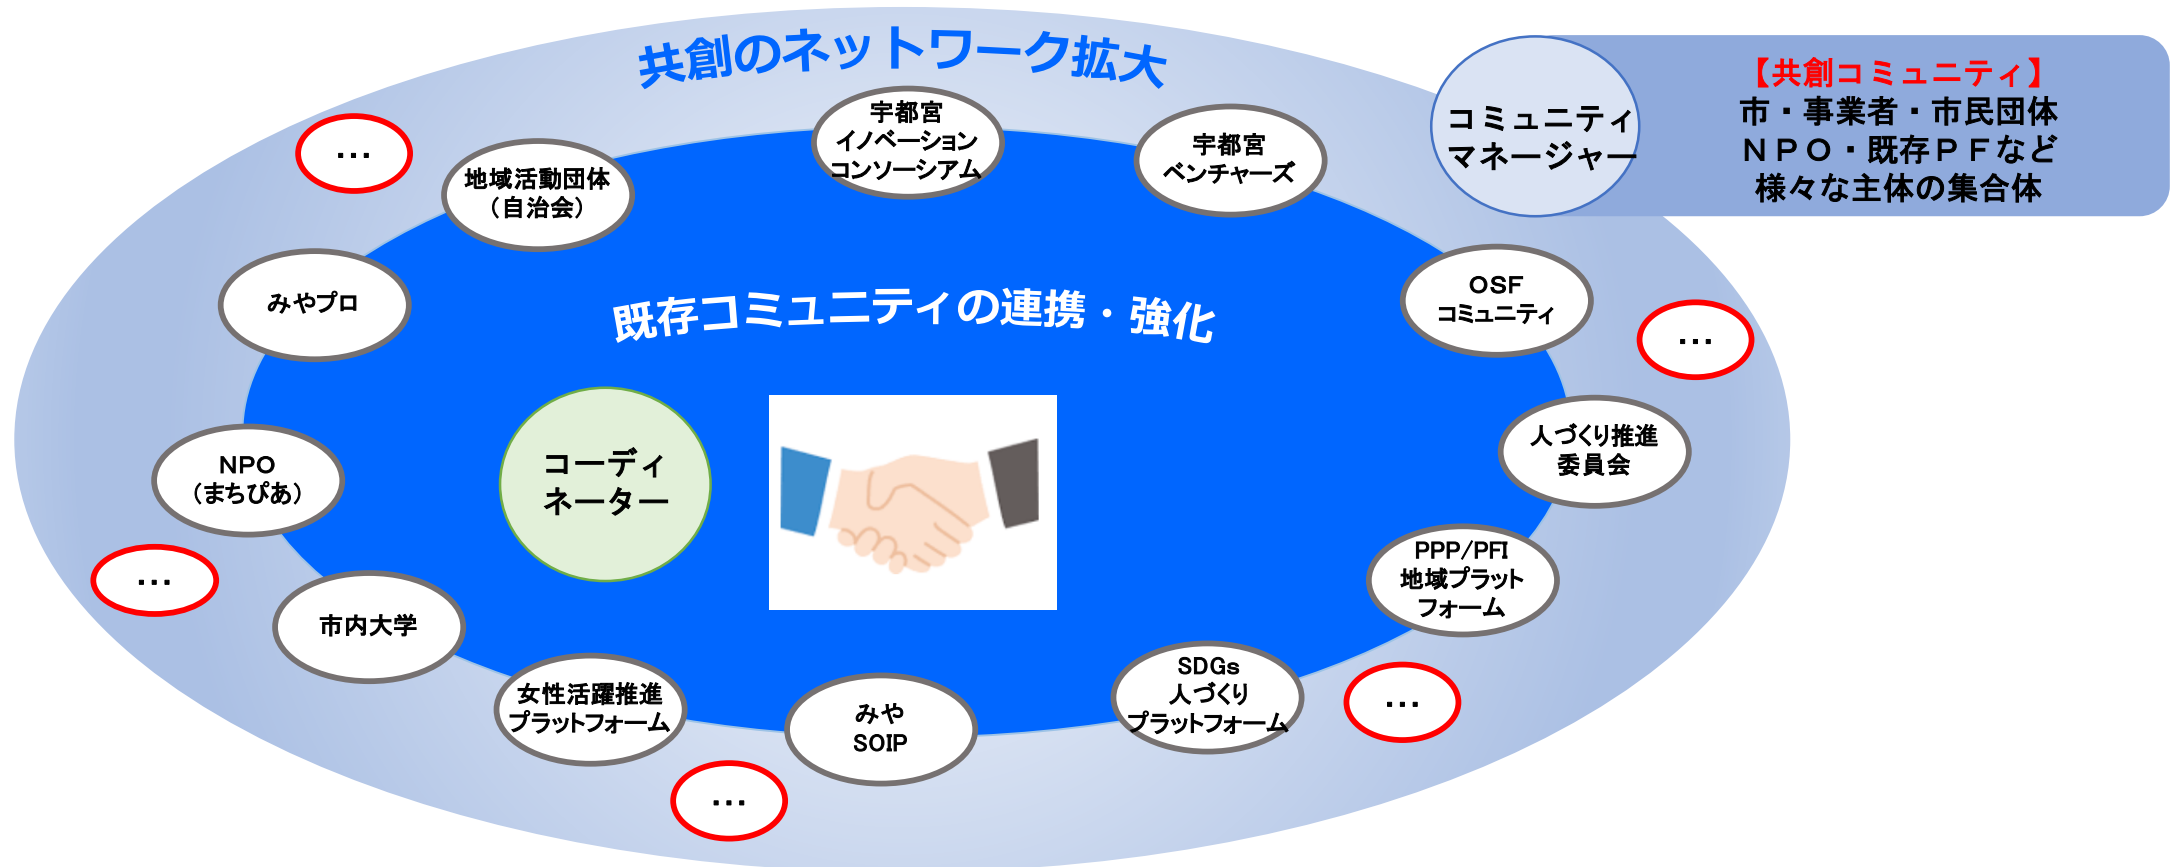 共創のネットワーク拡大
コミュニティ
マネージャー
【共創コミュニティ】
市・事業者・市民団体
ＮＰＯ・既存ＰＦなど
様々な主体の集合体
…
地域活動団体
（自治会）
宇都宮
イノベーション
コンソーシアム
宇都宮
ベンチャーズ
みやプロ
既存コミュニティの連携・強化
OSF
コミュニティ
…
コーディ
ネーター
人づくり推進
委員会
NPO
（まちぴあ）
…
PPP/PFI
地域プラット
フォーム
市内大学
女性活躍推進
プラットフォーム
みや
SOIP
SDGs
人づくり
プラットフォーム
…
…